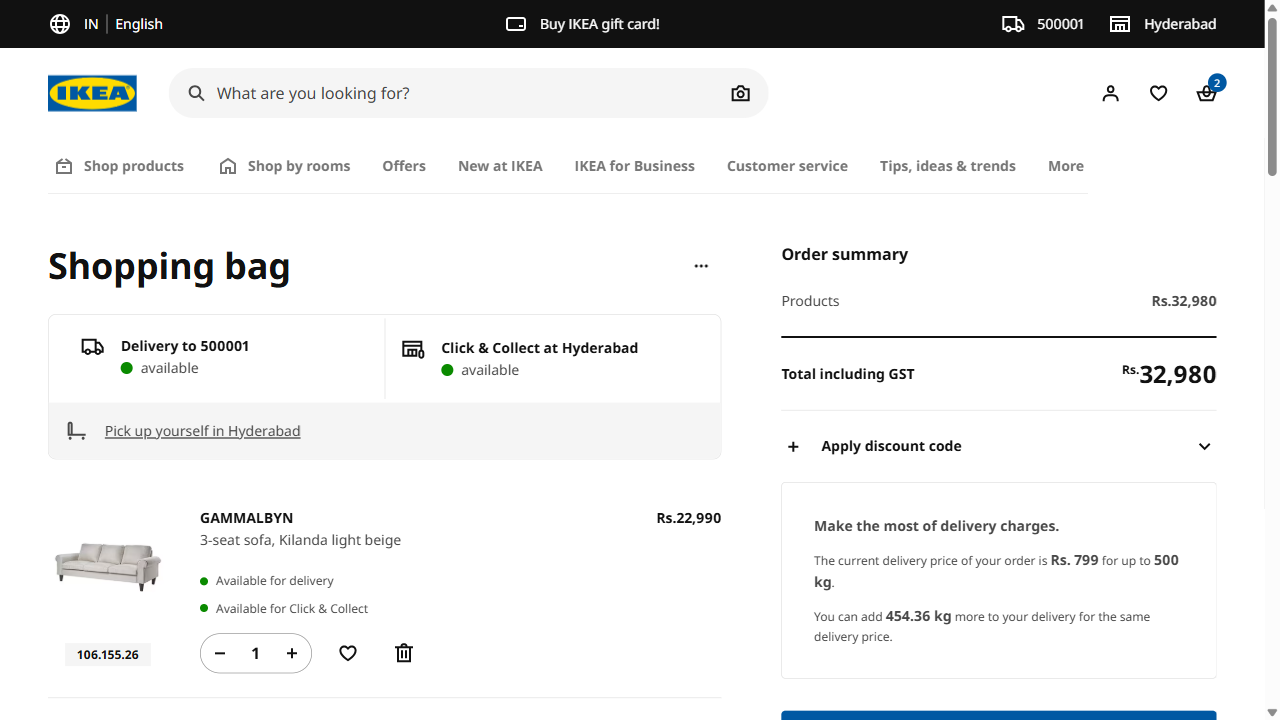 IN | English
Buy IKEA gift card!
500001
Hyderabad
IKEA
What are you looking for?
2
Shop products
Shop by rooms
Offers
New at IKEA
IKEA for Business
Customer service
Tips, ideas & trends
More
Shopping bag
Delivery to 500001
available
Click & Collect at Hyderabad
available
Pick up yourself in Hyderabad
GAMMALBYN
Rs.22,990
3-seat sofa, Kilanda light beige
Available for delivery
Available for Click & Collect
106.155.26
1
Order summary
Products
Rs.32,980
Total including GST
Rs.32,980
Apply discount code
Make the most of delivery charges.
The current delivery price of your order is Rs. 799 for up to 500
kg.
You can add 454.36 kg more to your delivery for the same
delivery price.